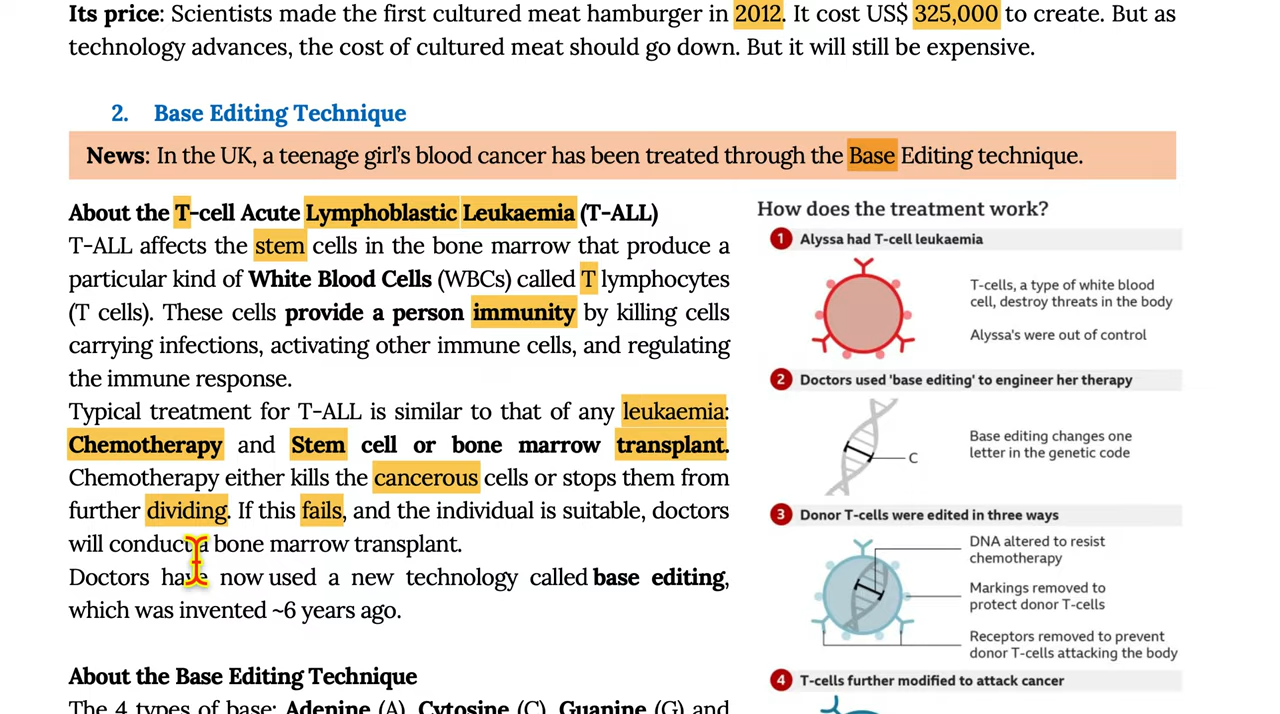 Its price: Scientists made the first cultured meat hamburger in 2012. It cost US$ 325,000 to create. But as
technology advances, the cost of cultured meat should go down. But it will still be expensive.
2. Base Editing Technique
News: In the UK, a teenage girl's blood cancer has been treated through the Base Editing technique.
About the T-cell Acute Lymphoblastic Leukaemia (T-ALL)
T-ALL affects the stem cells in the bone marrow that produce a
particular kind of White Blood Cells (WBCs) called T lymphocytes
(T cells). These cells provide a person immunity by killing cells
carrying infections, activating other immune cells, and regulating
the immune response.
Typical treatment for T-ALL is similar to that of any leukaemia:
Chemotherapy and Stem cell or bone marrow transplant.
Chemotherapy either kills the cancerous cells or stops them from
further dividing. If this fails, and the individual is suitable, doctors
will conduct a bone marrow transplant.
Doctors have now used a new technology called base editing,
which was invented ~6 years ago.
About the Base Editing Technique
The 4 types of base: Adenine (A), Cytosine (C), Guanine (G) and
How does the treatment work?
1 Alyssa had T-cell leukaemia
T-cells, a type of white blood
cell, destroy threats in the body
Alyssa's were out of control
2 Doctors used 'base editing' to engineer her therapy
Base editing changes one
letter in the genetic code
C
3 Donor T-cells were edited in three ways
DNA altered to resist
chemotherapy
Markings removed to
protect donor T-cells
Receptors removed to prevent
donor T-cells attacking the body
4 T-cells further modified to attack cancer